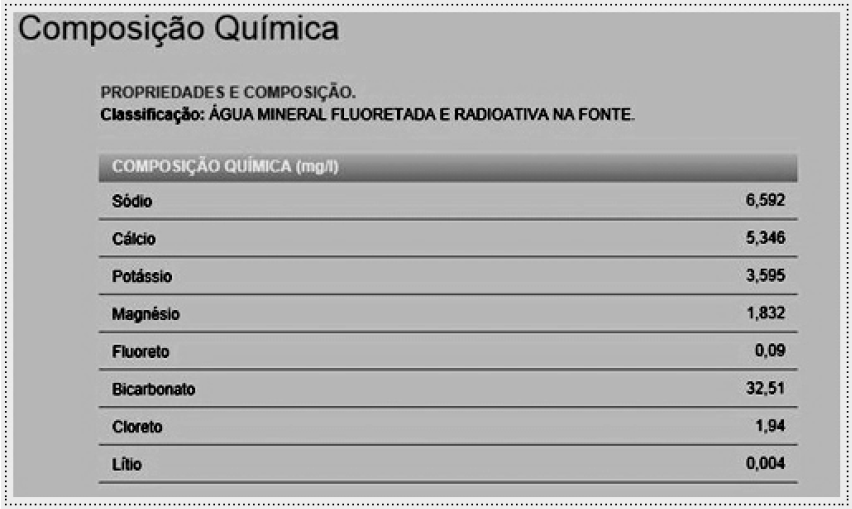 Composição Química
PROPRIEDADES E COMPOSIÇÃO.
Classificação: ÁGUA MINERAL FLUORETADA E RADIOATIVA NA FONTE.
COMPOSIÇÃO QUÍMICA (mg/l)
Sódio 6,592
Cálcio 5,346
Potássio 3,595
Magnésio 1,832
Fluoreto 0,09
Bicarbonato 32,51
Cloreto 1,94
Lítio 0,004